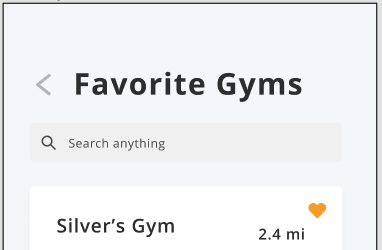 Favorite Gyms
Search anything
Silver’s Gym
2.4 mi